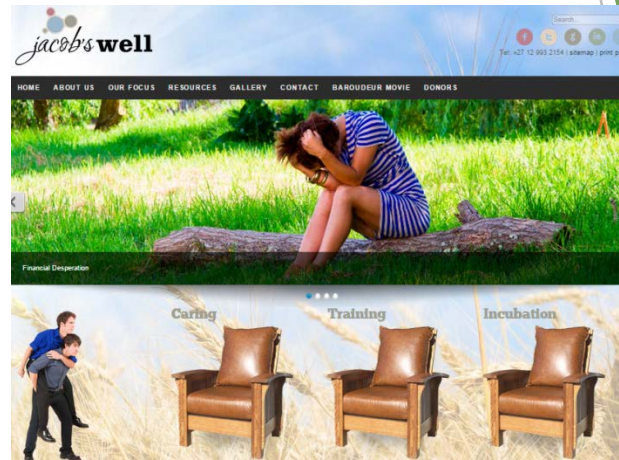 jacob's well
Search...
Tel: +27 12 993 2154 | sitemap | print p
HOME ABOUT US OUR FOCUS RESOURCES GALLERY CONTACT BAROUDEUR MOVIE DONORS
Financial Desperation
Caring Training Incubation